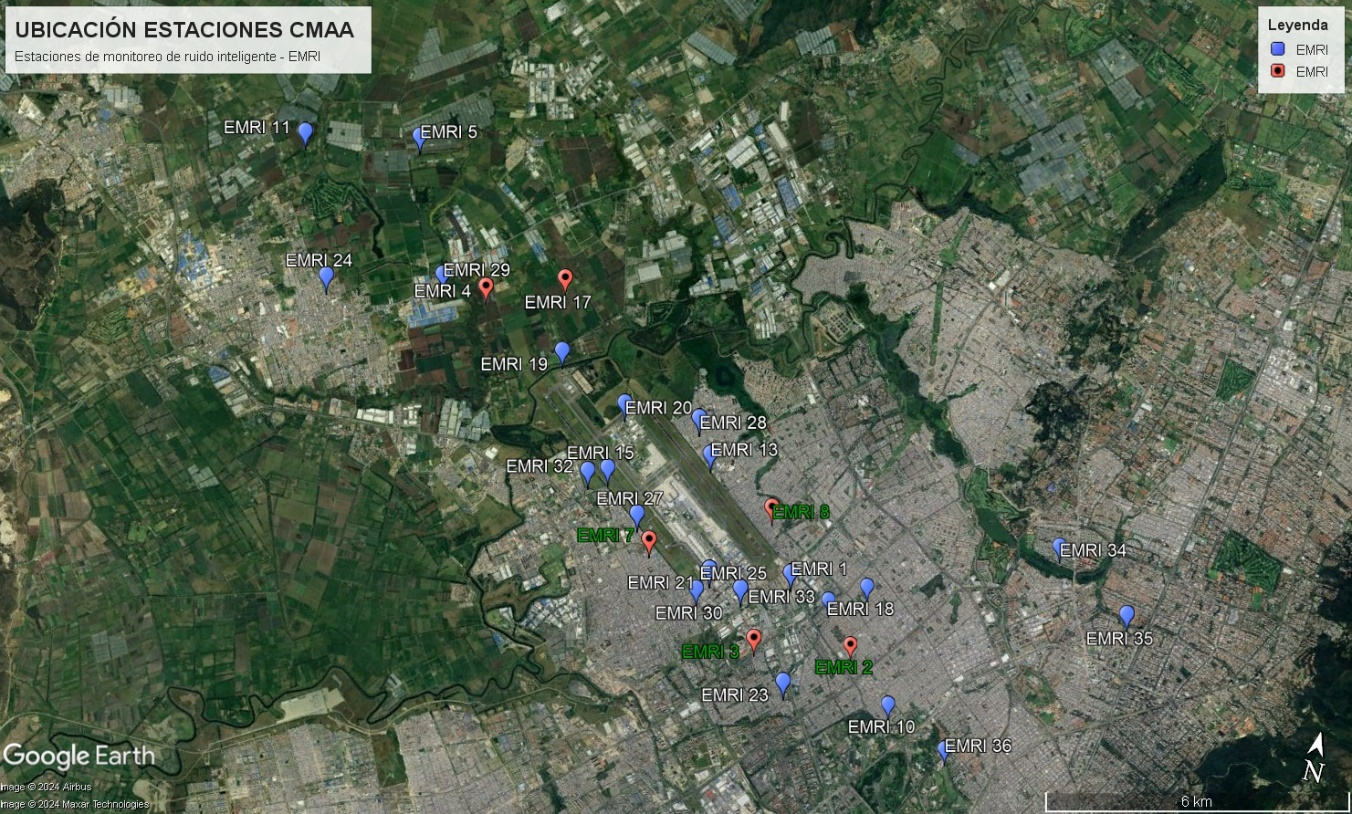 UBICACIÓN ESTACIONES CMAA
Estaciones de monitoreo de ruido inteligente - EMRI
Leyenda
EMRI
EMRI
EMRI 11
EMRI 5
EMRI 24
EMRI 29
EMRI 4
EMRI 17
EMRI 19
EMRI 20
EMRI 28
EMRI 15
EMRI 13
EMRI 32
EMRI 27
EMRI 8
EMRI 7
EMRI 34
EMRI 25
EMRI 1
EMRI 21
EMRI 33
EMRI 18
EMRI 30
EMRI 35
EMRI 3
EMRI 2
EMRI 23
EMRI 10
EMRI 36
Google Earth
Image © 2024 Airbus
Image © 2024 Maxar Technologies
N
6 km